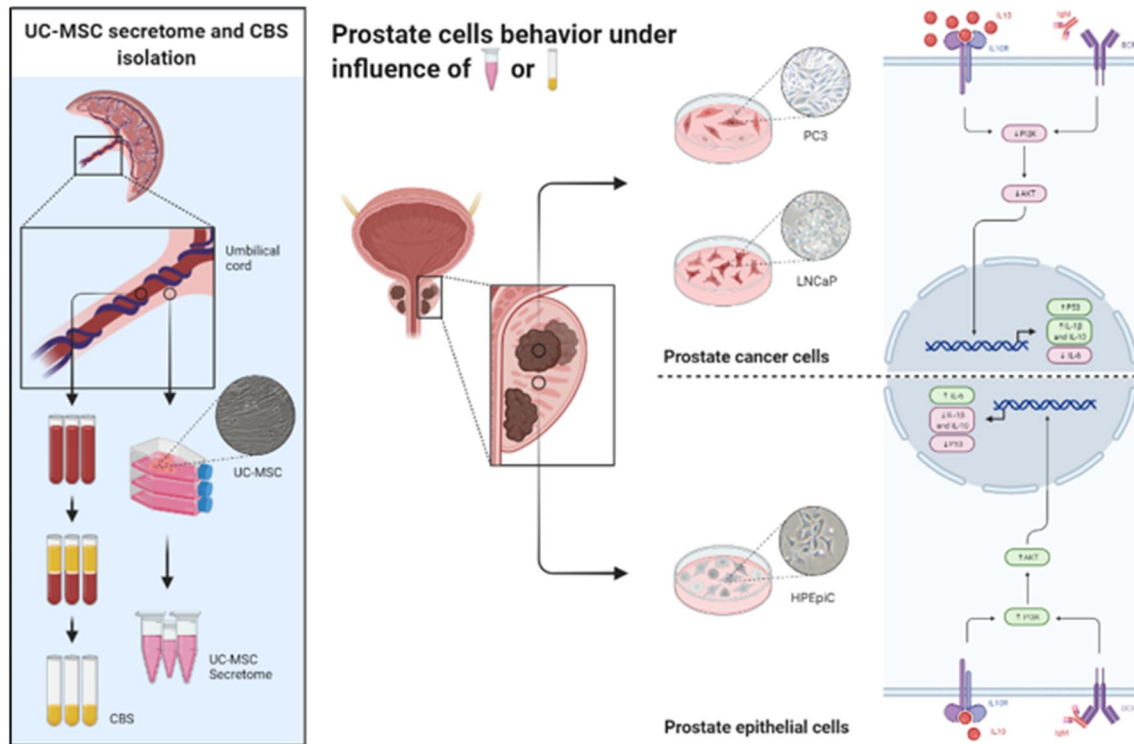 UC-MSC secretome and CBS
isolation
Umbilical
cord
UC-MSC
UC-MSC
Secretome
CBS
Prostate cells behavior under
influence of or
PC3
LNCaP
HPEpiC
Prostate cancer cells
Prostate epithelial cells
IL10
IL10R
IgM
↓PI3K
↓AKT
↑P53
↑IL-1β
and IL-10
↓ IL-6
↑ IL-6
↓IL-1β
and IL-10
↓P53
↑AKT
↑ PI3K
IL10R
IL10
IgM